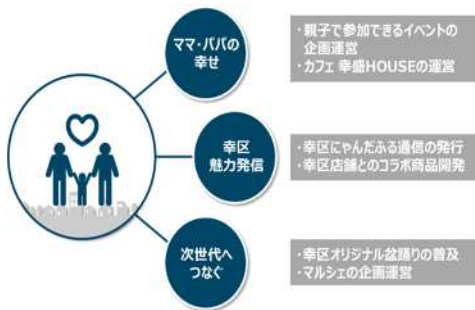 ママ・パパの
幸せ
・親子で参加できるイベントの
企画運営
・カフェ 幸盛HOUSEの運営
幸区
魅力発信
・幸区にゃんだふる通信の発行
・幸区店舗とのコラボ商品開発
次世代へ
つなぐ
・幸区オリジナル盆踊りの普及
・マルシェの企画運営